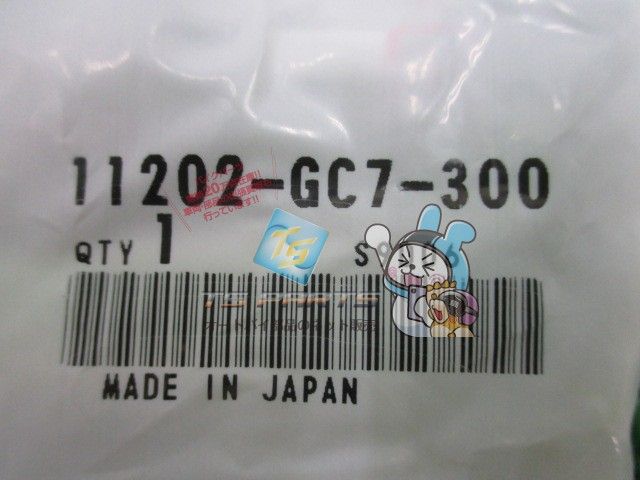 11202-GC7-300
QTY 1
TS
TS PARTS
オートバイ部品のネット販売
MADE IN JAPAN